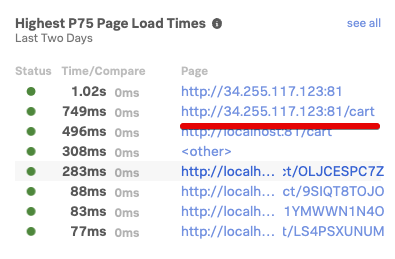 Highest P75 Page Load Times
see all
Last Two Days
Status Time/Compare Page
1.02s 0ms http://34.255.117.123:81
749ms 0ms http://34.255.117.123:81/cart
496ms 0ms http://localhost:81/cart
308ms 0ms <other>
283ms 0ms http://localh... :ct/OLJCESPC7Z
88ms 0ms http://localh... ct/9SIQT8TOJO
83ms 0ms http://localh... 1YMWWN1N4O
77ms 0ms http://localh... t/LS4PSXUNUM